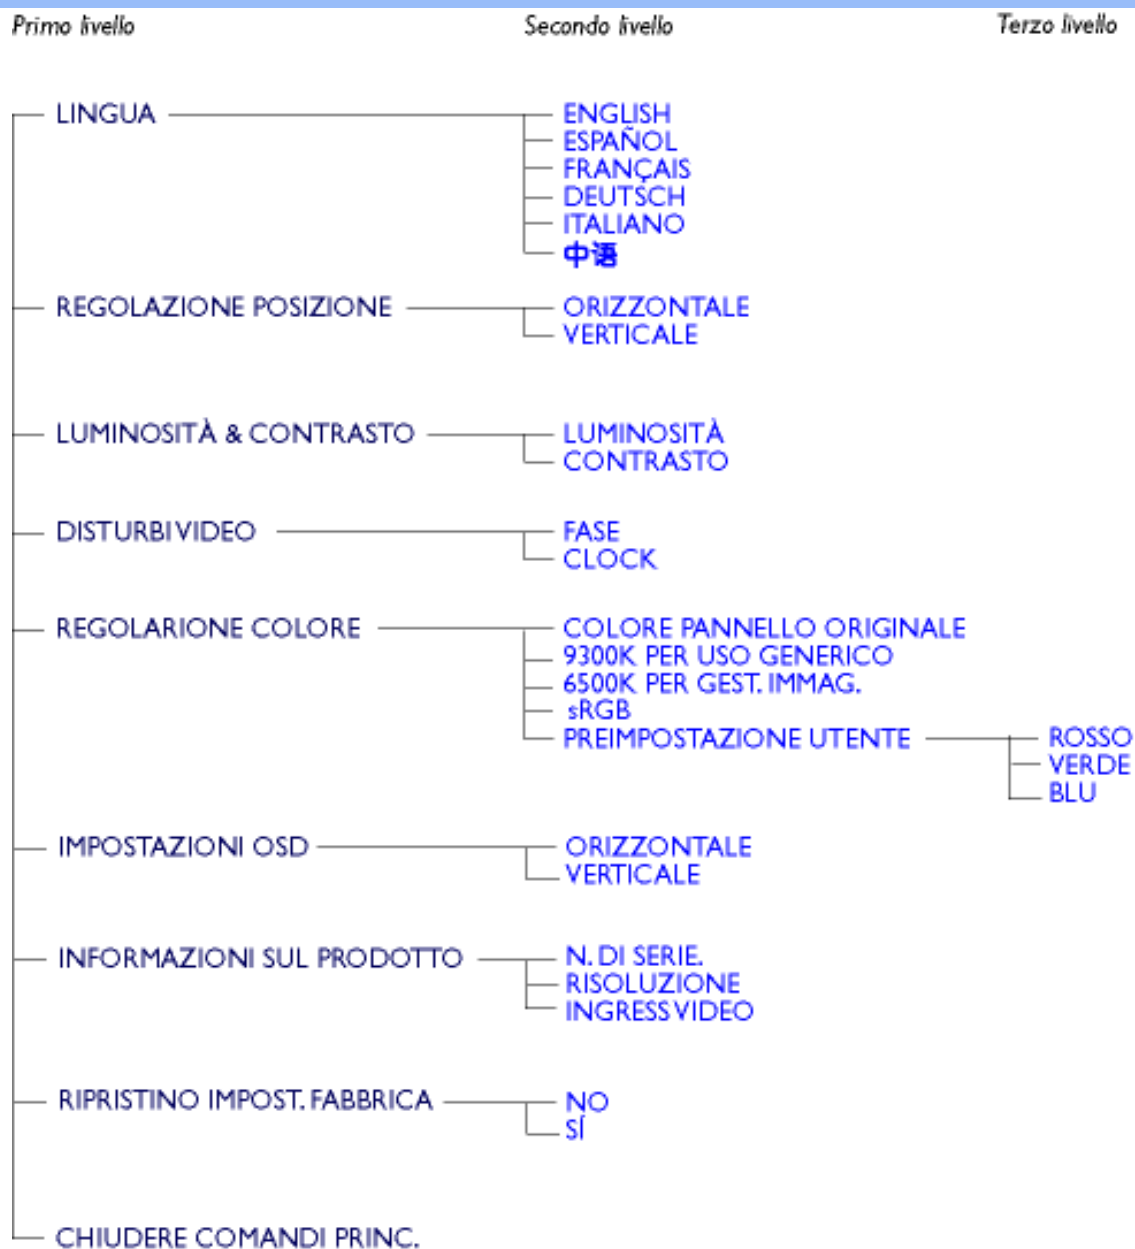 Primo livello Secondo livello Terzo livello
LINGUA ENGLISH
ESPAÑOL
FRANÇAIS
DEUTSCH
ITALIANO
中语
REGOLAZIONE POSIZIONE ORIZZONTALE
VERTICALE
LUMINOSITÀ & CONTRASTO LUMINOSITÀ
CONTRASTO
DISTURBI VIDEO FASE
CLOCK
REGOLARIONE COLORE COLORE PANNELLO ORIGINALE
9300K PER USO GENERICO
6500K PER GEST. IMMAG.
sRGB
PREIMPOSTAZIONE UTENTE ROSSO
VERDE
BLU
IMPOSTAZIONI OSD ORIZZONTALE
VERTICALE
INFORMAZIONI SUL PRODOTTO N. DI SERIE.
RISOLUZIONE
INGRESS VIDEO
RIPRISTINO IMPOST. FABBRICA NO
SÍ
CHIUDERE COMANDI PRINC.